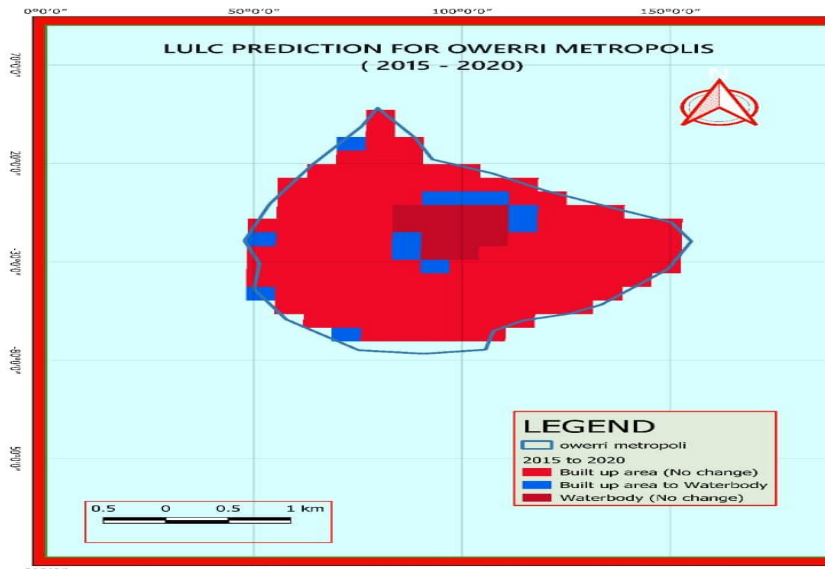 0°0'0" 50°0'0" 100°0'0" 150°0'0"
LULC PREDICTION FOR OWERRI METROPOLIS
( 2015 - 2020)
LEGEND
owerri metropoli
2015 to 2020
Built up area (No change)
Built up area to Waterbody
Waterbody (No change)
0.5 0 0.5 1 km